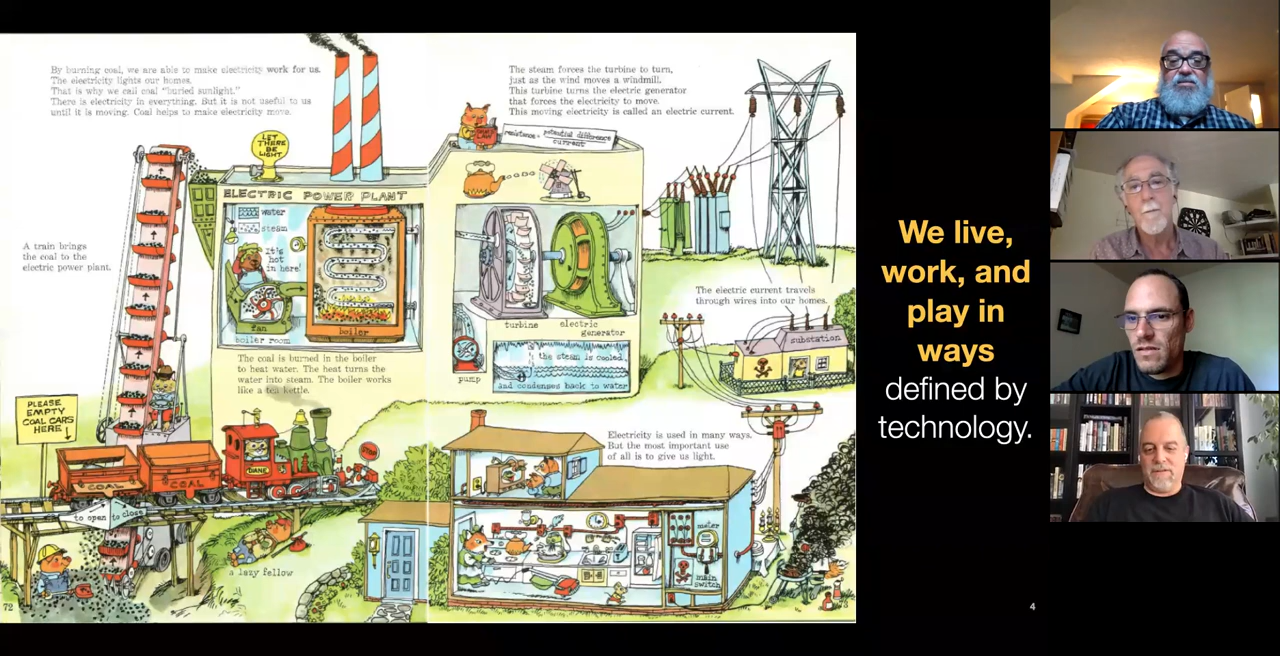 By burning coal, we are able to make electricity work for us.
The electricity lights our homes.
That is why we call coal "buried sunlight."
There is electricity in everything. But it is not useful to us
until it is moving. Coal helps to make electricity move.
The steam forces the turbine to turn,
just as the wind moves a windmill.
This turbine turns the electric generator
that forces the electricity to move.
This moving electricity is called an electric current.
LET
THERE
BE
LIGHT
OHM'S
LAW
resistance = potential difference
current
ELECTRIC POWER PLANT
water
steam
it's
hot
in here!
fan
boiler
boiler room
A train brings
the coal to the
electric power plant.
The coal is burned in the boiler
to heat water. The heat turns the
water into steam. The boiler works
like a tea kettle.
turbine
electric
generator
pump
the steam is cooled
and condenses back to water
The electric current travels
through wires into our homes.
substation
PLEASE
EMPTY
COAL CARS
HERE
COAL
COAL
DIANE
STOP
to open
to close
a lazy fellow
Electricity is used in many ways.
But the most important use
of all is to give us light.
meter
main
switch
72
We live,
work, and
play in
ways
defined by
technology.
4